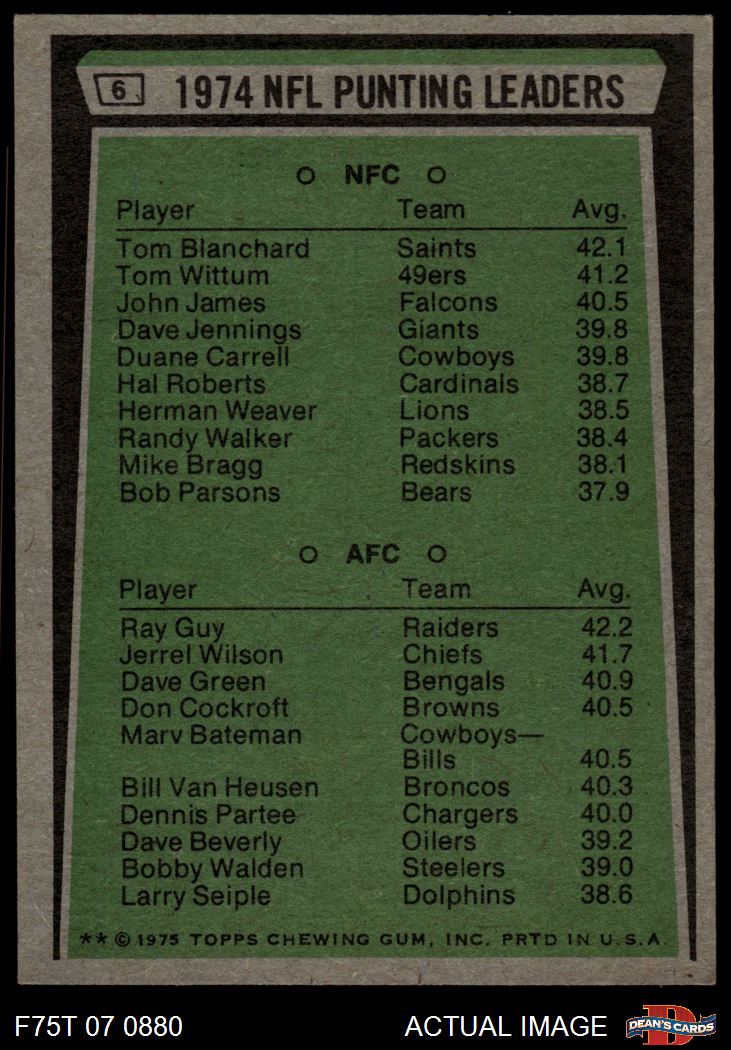 6 1974 NFL PUNTING LEADERS
O NFC O
Player Team Avg.
Tom Blanchard Saints 42.1
Tom Wittum 49ers 41.2
John James Falcons 40.5
Dave Jennings Giants 39.8
Duane Carrell Cowboys 39.8
Hal Roberts Cardinals 38.7
Herman Weaver Lions 38.5
Randy Walker Packers 38.4
Mike Bragg Redskins 38.1
Bob Parsons Bears 37.9
O AFC O
Player Team Avg.
Ray Guy Raiders 42.2
Jerrel Wilson Chiefs 41.7
Dave Green Bengals 40.9
Don Cockroft Browns 40.5
Marv Bateman Cowboys—
Bills 40.5
Bill Van Heusen Broncos 40.3
Dennis Partee Chargers 40.0
Dave Beverly Oilers 39.2
Bobby Walden Steelers 39.0
Larry Seiple Dolphins 38.6
** © 1975 TOPPS CHEWING GUM, INC. PRTD IN U.S.A.
F75T 07 0880 ACTUAL IMAGE D DEAN'S CARDS